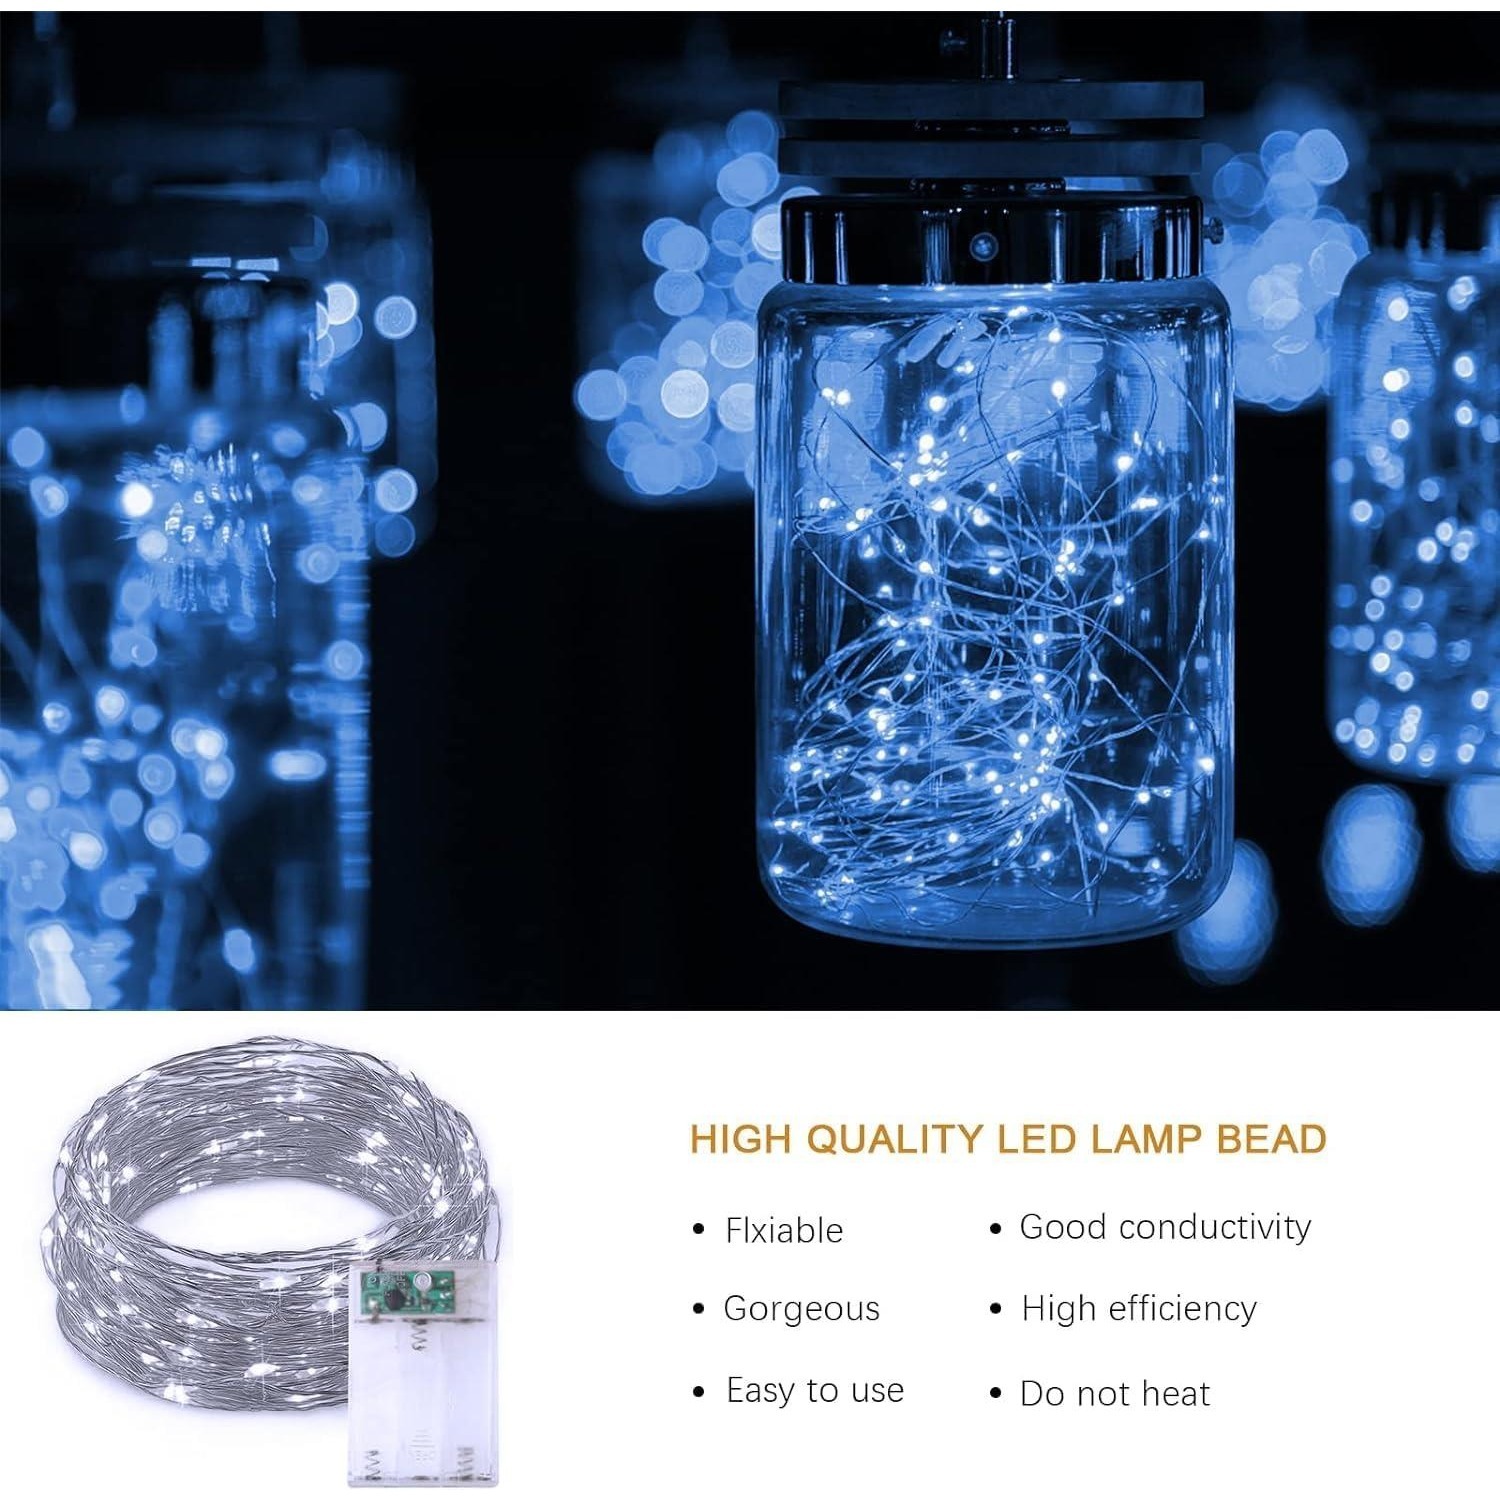 HIGH QUALITY LED LAMP BEAD
Flxiable
Good conductivity
Gorgeous
High efficiency
Easy to use
Do not heat